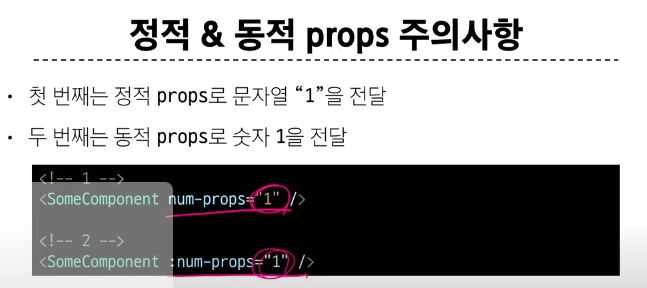 정적 & 동적 props 주의사항
• 첫 번째는 정적 props로 문자열 “1”을 전달
• 두 번째는 동적 props로 숫자 1을 전달
<!-- 1 -->
<SomeComponent num-props="1" />
<!-- 2 -->
<SomeComponent :num-props="1" />